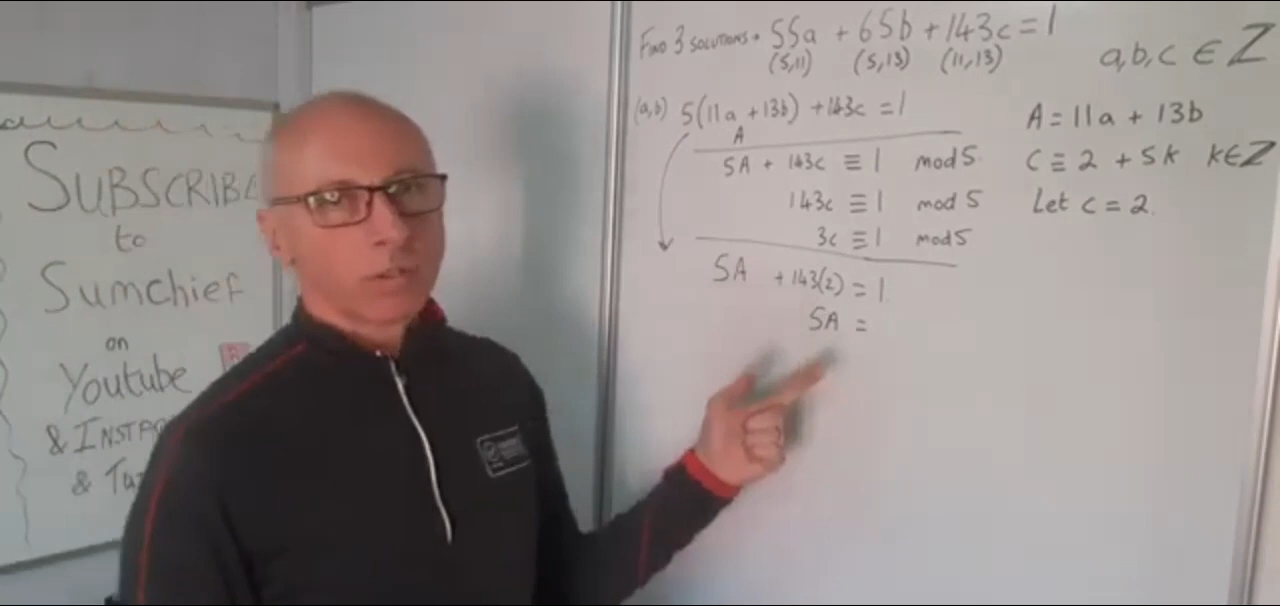 SUBSCRIBE
to
Sumchief
on
Youtube
& INSTA
& Tw
FIND 3 SOLUTIONS 55a + 65b + 143c = 1
(5,11) (5,13) (11,13)
a,b,c ∈ Z
(a,b) 5(11a + 13b) + 143c = 1
A
5A + 143c ≡ 1 mod 5
143c ≡ 1 mod 5
3c ≡ 1 mod 5
5A + 143(2) = 1
5A =
A = 11a + 13b
C ≡ 2 + 5k k∈Z
Let c = 2.